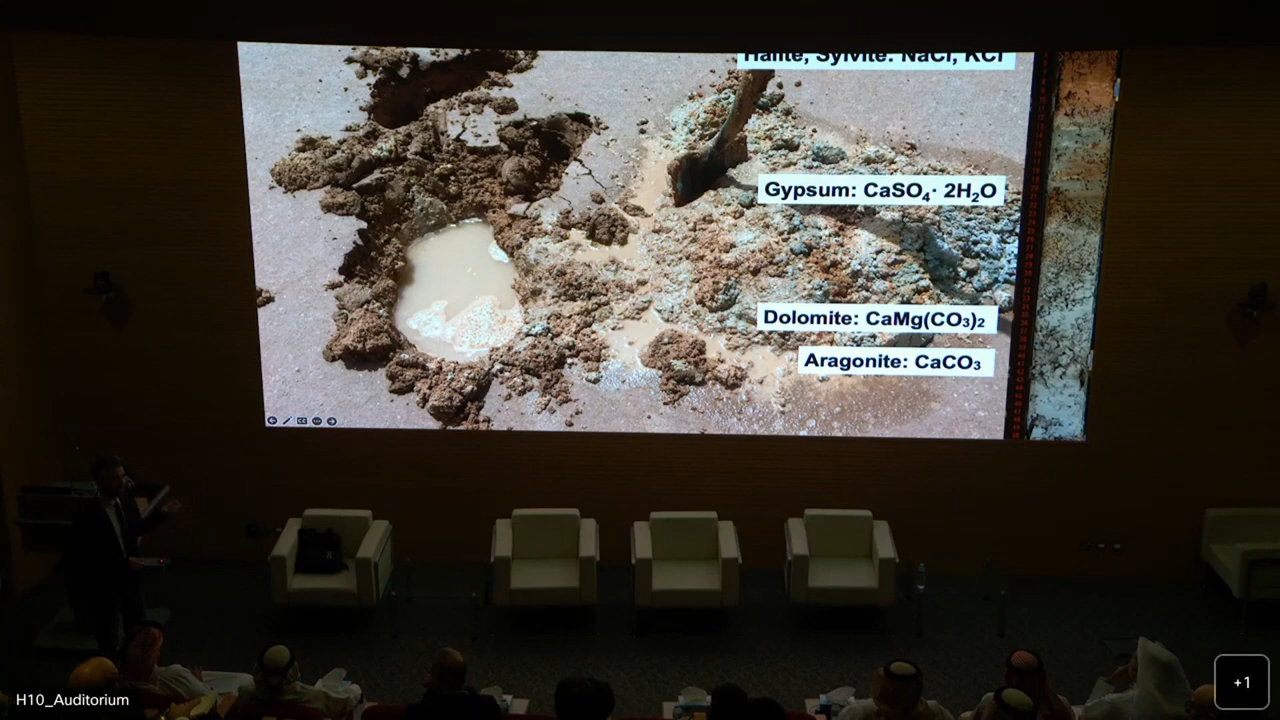 Halite, Sylvite: NaCl, KCl
Gypsum: CaSO₄· 2H₂O
Dolomite: CaMg(CO₃)₂
Aragonite: CaCO₃
H10_Auditorium
+1